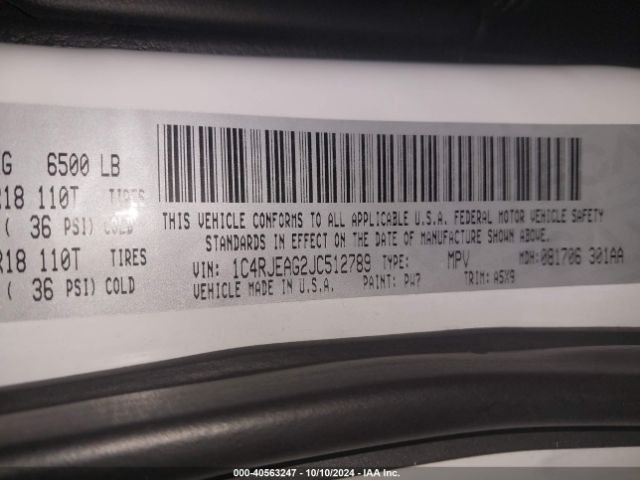 G 6500 LB
R18 110T TIRES
( 36 PSI) COLD
R18 110T TIRES
( 36 PSI) COLD
THIS VEHICLE CONFORMS TO ALL APPLICABLE U.S.A. FEDERAL MOTOR VEHICLE SAFETY
STANDARDS IN EFFECT ON THE DATE OF MANUFACTURE SHOWN ABOVE.
VIN: 1C4RJEAG2JC512789 TYPE: MPV MDH: 081706 301AA
VEHICLE MADE IN U.S.A. PAINT: PW7 TRIM: A5X9
000-40563247 - 10/10/2024 - IAA Inc.